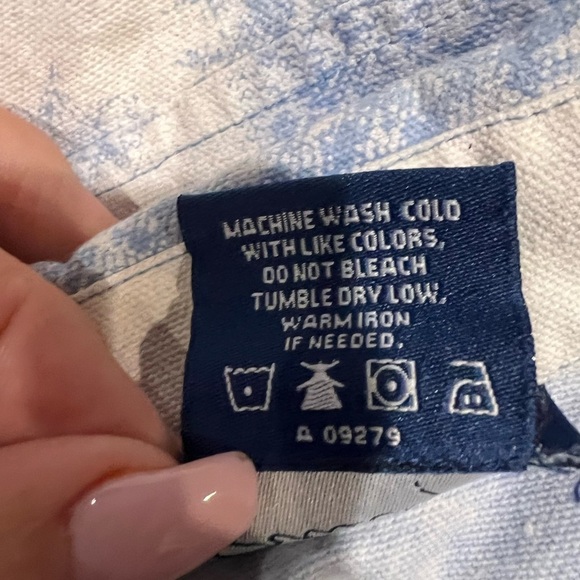 MACHINE WASH COLD
WITH LIKE COLORS,
DO NOT BLEACH
TUMBLE DRY LOW.
WARM IRON
IF NEEDED.
A 09279